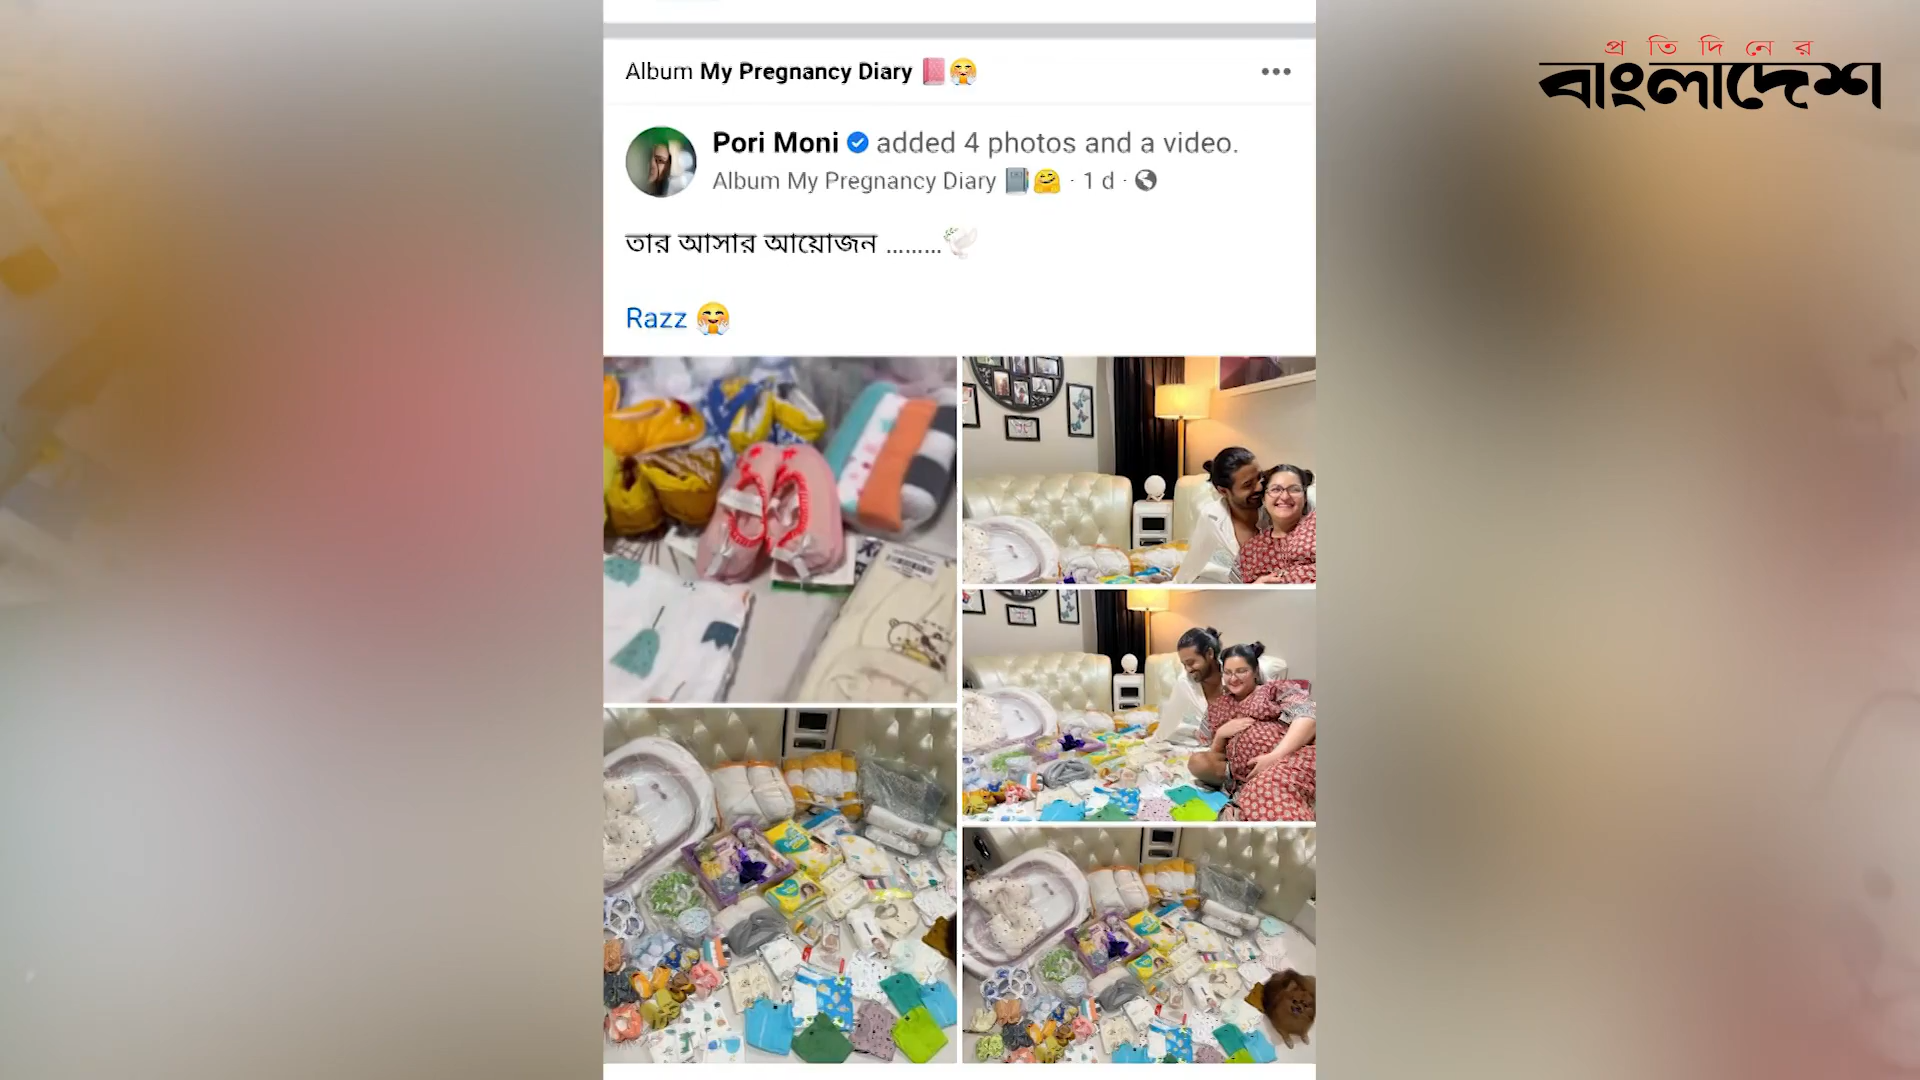 প্রতিদিনের
বাংলাদেশ
Album My Pregnancy Diary 📕🤗
Pori Moni added 4 photos and a video.
Album My Pregnancy Diary 📓🤗 · 1 d ·
তার আসার আয়োজন ......... 🕊️
Razz 🤗